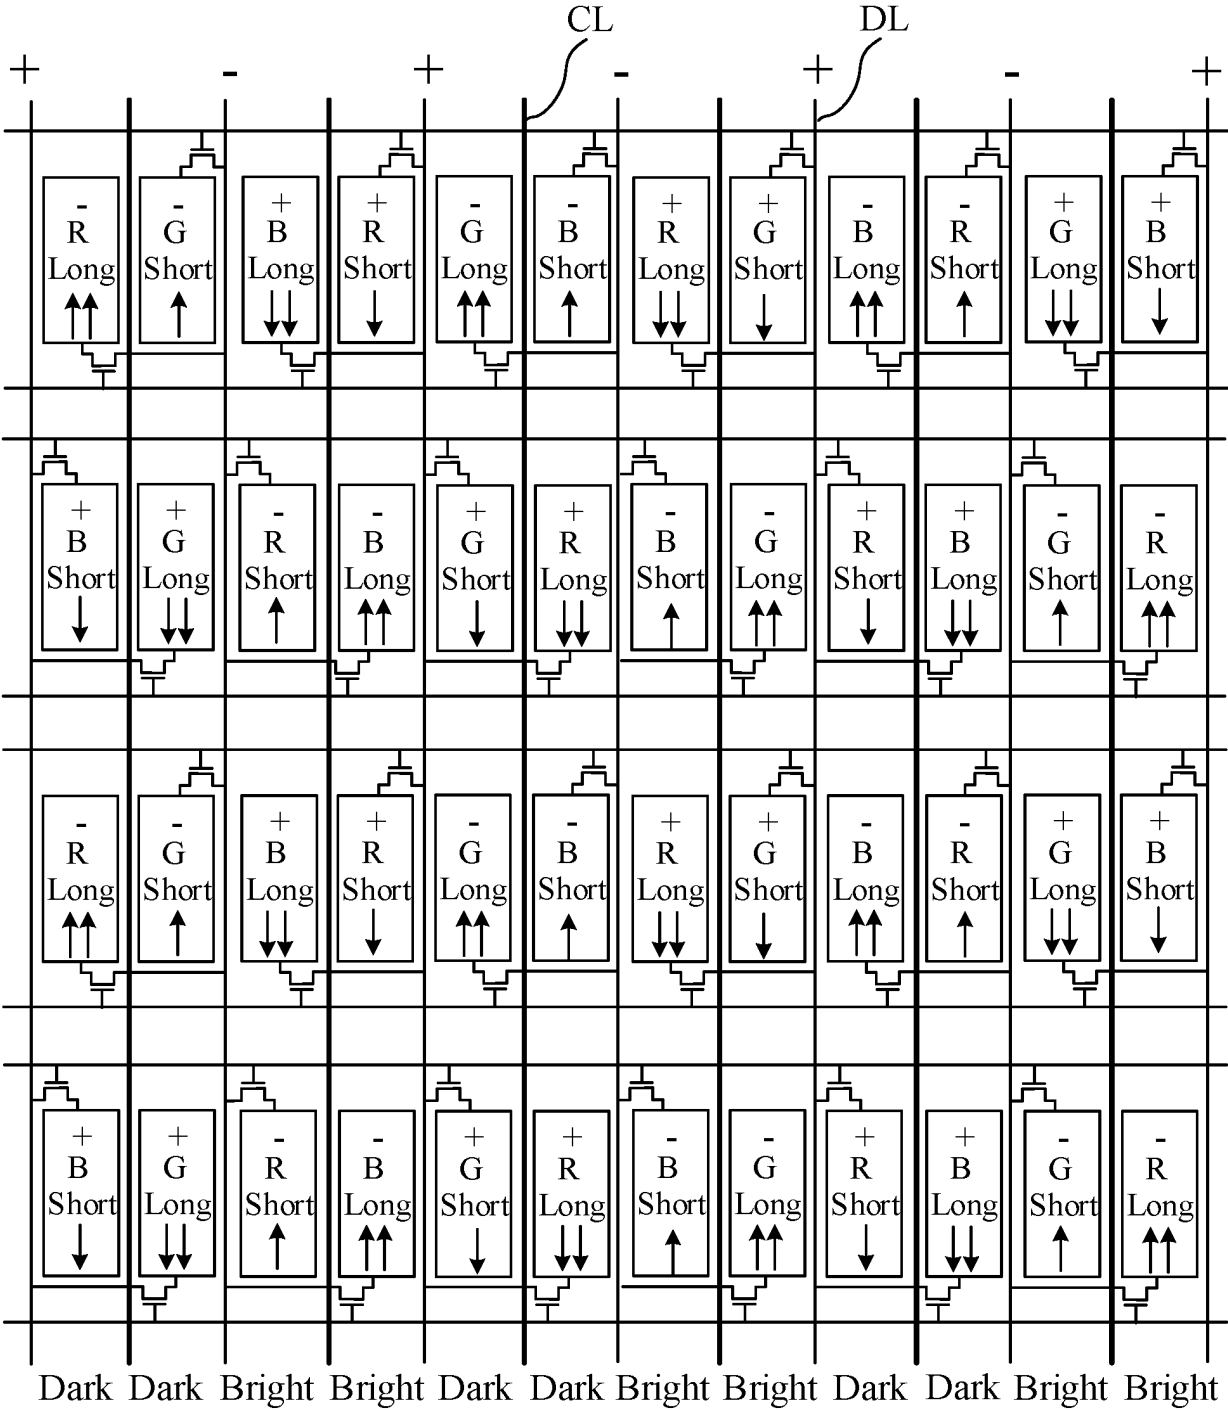 CL DL
+ - + - + - +
- - + + - - + + - - + +
R G B R G B R G B R G B
Long Short Long Short Long Short Long Short Long Short Long Short
+ + - - + + - - + + - -
B G R B G R B G R B G R
Short Long Short Long Short Long Short Long Short Long Short Long
- - + + - - + + - - + +
R G B R G B R G B R G B
Long Short Long Short Long Short Long Short Long Short Long Short
+ + - - + + - - + + - -
B G R B G R B G R B G R
Short Long Short Long Short Long Short Long Short Long Short Long
Dark Dark Bright Bright Dark Dark Bright Bright Dark Dark Bright Bright